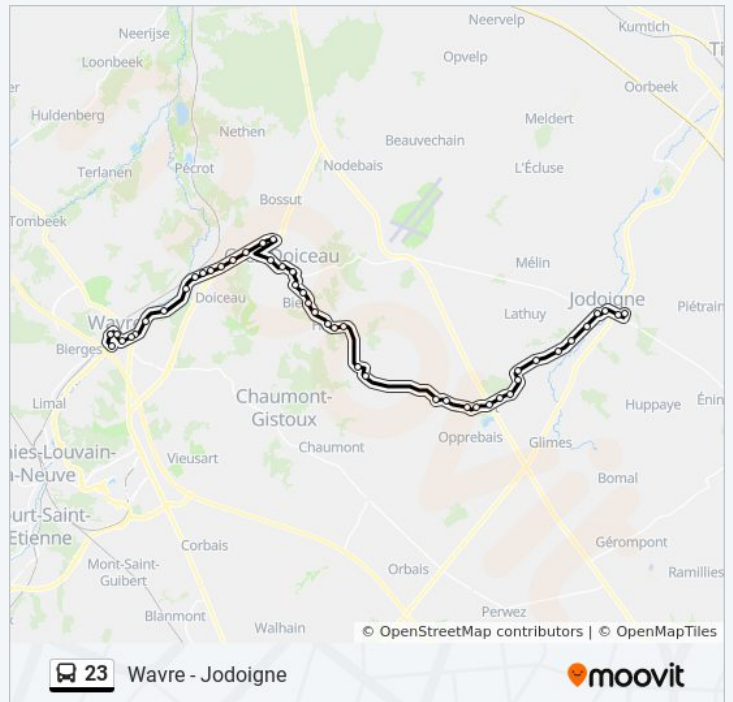 Neervelp
Kumtich
Neerijse
Loonbeek
Opvelp
Oorbeek
Huldenberg
Meldert
Nethen
Beauvechain
Terlanen
Pécrot
Nodebais
L'Écluse
Bossut
Tombeek
Doiceau
Mélin
Doiceau
Jodoigne
Lathuy
Piétrain
Wavre
Bierges
Limal
Chaumont-
Gistoux
Huppaye
Opprebais
Glimes
Chaumont
Vieusart
Bomal
Corbais
Gérompont
Mont-Saint-
Guibert
Orbais
Ramillies
Blanmont
Perwez
Walhain
© OpenStreetMap contributors | © OpenMapTiles
23 Wavre - Jodoigne
moovit